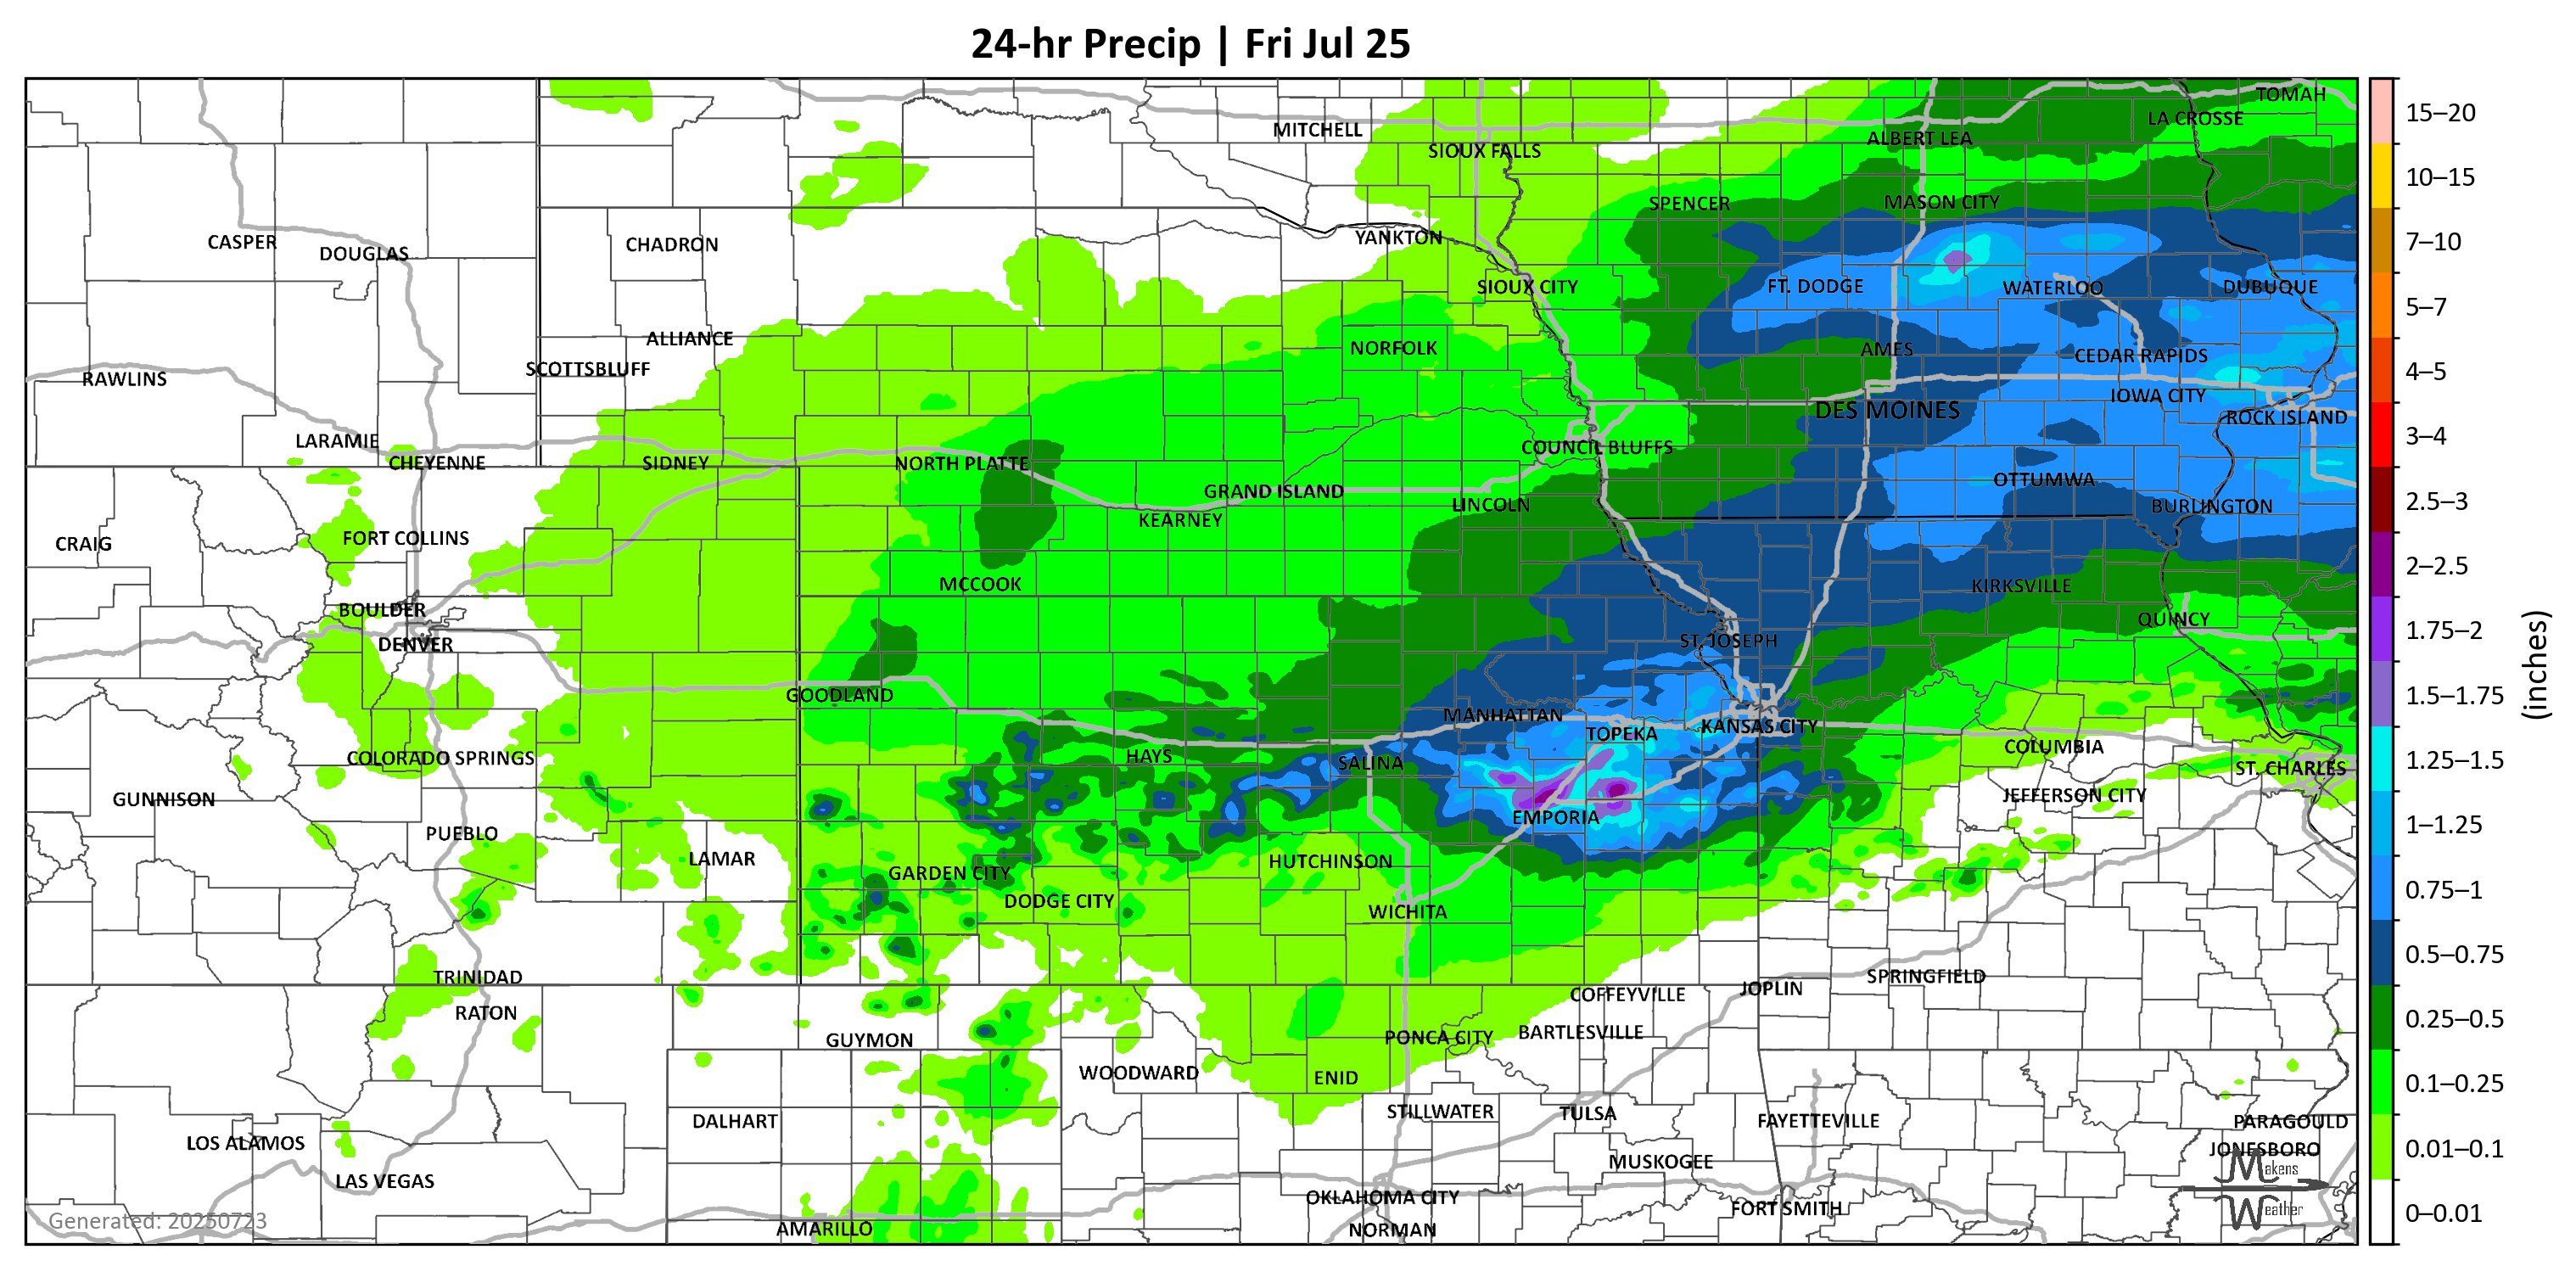 24-hr Precip | Fri Jul 25
TOMAH
LA CROSSE
MITCHELL
ALBERT LEA
SIOUX FALLS
SPENCER
MASON CITY
YANKTON
CASPER
CHADRON
DOUGLAS
SIOUX CITY
FT. DODGE
WATERLOO
DUBUQUE
ALLIANCE
NORFOLK
AMES
CEDAR RAPIDS
SCOTTSBLUFF
RAWLINS
IOWA CITY
DES MOINES
ROCK ISLAND
LARAMIE
COUNCIL BLUFFS
CHEYENNE
SIDNEY
NORTH PLATTE
GRAND ISLAND
OTTUMWA
LINCOLN
BURLINGTON
KEARNEY
FORT COLLINS
CRAIG
MCCOOK
KIRKSVILLE
BOULDER
QUINCY
DENVER
ST. JOSEPH
GOODLAND
MANHATTAN
KANSAS CITY
TOPEKA
COLUMBIA
COLORADO SPRINGS
HAYS
SALINA
ST. CHARLES
GUNNISON
JEFFERSON CITY
EMPORIA
PUEBLO
LAMAR
HUTCHINSON
GARDEN CITY
DODGE CITY
WICHITA
TRINIDAD
SPRINGFIELD
JOPLIN
COFFEYVILLE
RATON
BARTLESVILLE
PONCA CITY
GUYMON
WOODWARD
ENID
STILLWATER
TULSA
DALHART
FAYETTEVILLE
PARAGOULD
LOS ALAMOS
JONESBORO
MUSKOGEE
LAS VEGAS
OKLAHOMA CITY
FORT SMITH
AMARILLO
NORMAN
Generated: 20250723
Makens
Weather
15–20
10–15
7–10
5–7
4–5
3–4
2.5–3
2–2.5
1.75–2
1.5–1.75
1.25–1.5
1–1.25
0.75–1
0.5–0.75
0.25–0.5
0.1–0.25
0.01–0.1
0–0.01
(inches)